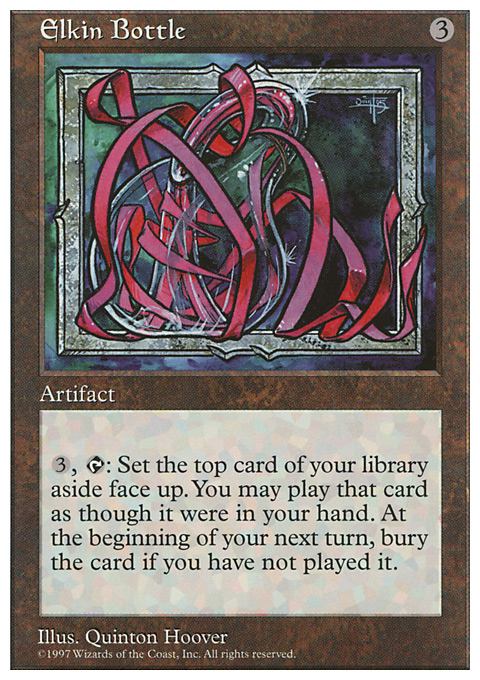 Elkin Bottle 3
Artifact
3, : Set the top card of your library
aside face up. You may play that card
as though it were in your hand. At
the beginning of your next turn, bury
the card if you have not played it.
Illus. Quinton Hoover
©1997 Wizards of the Coast, Inc. All rights reserved.